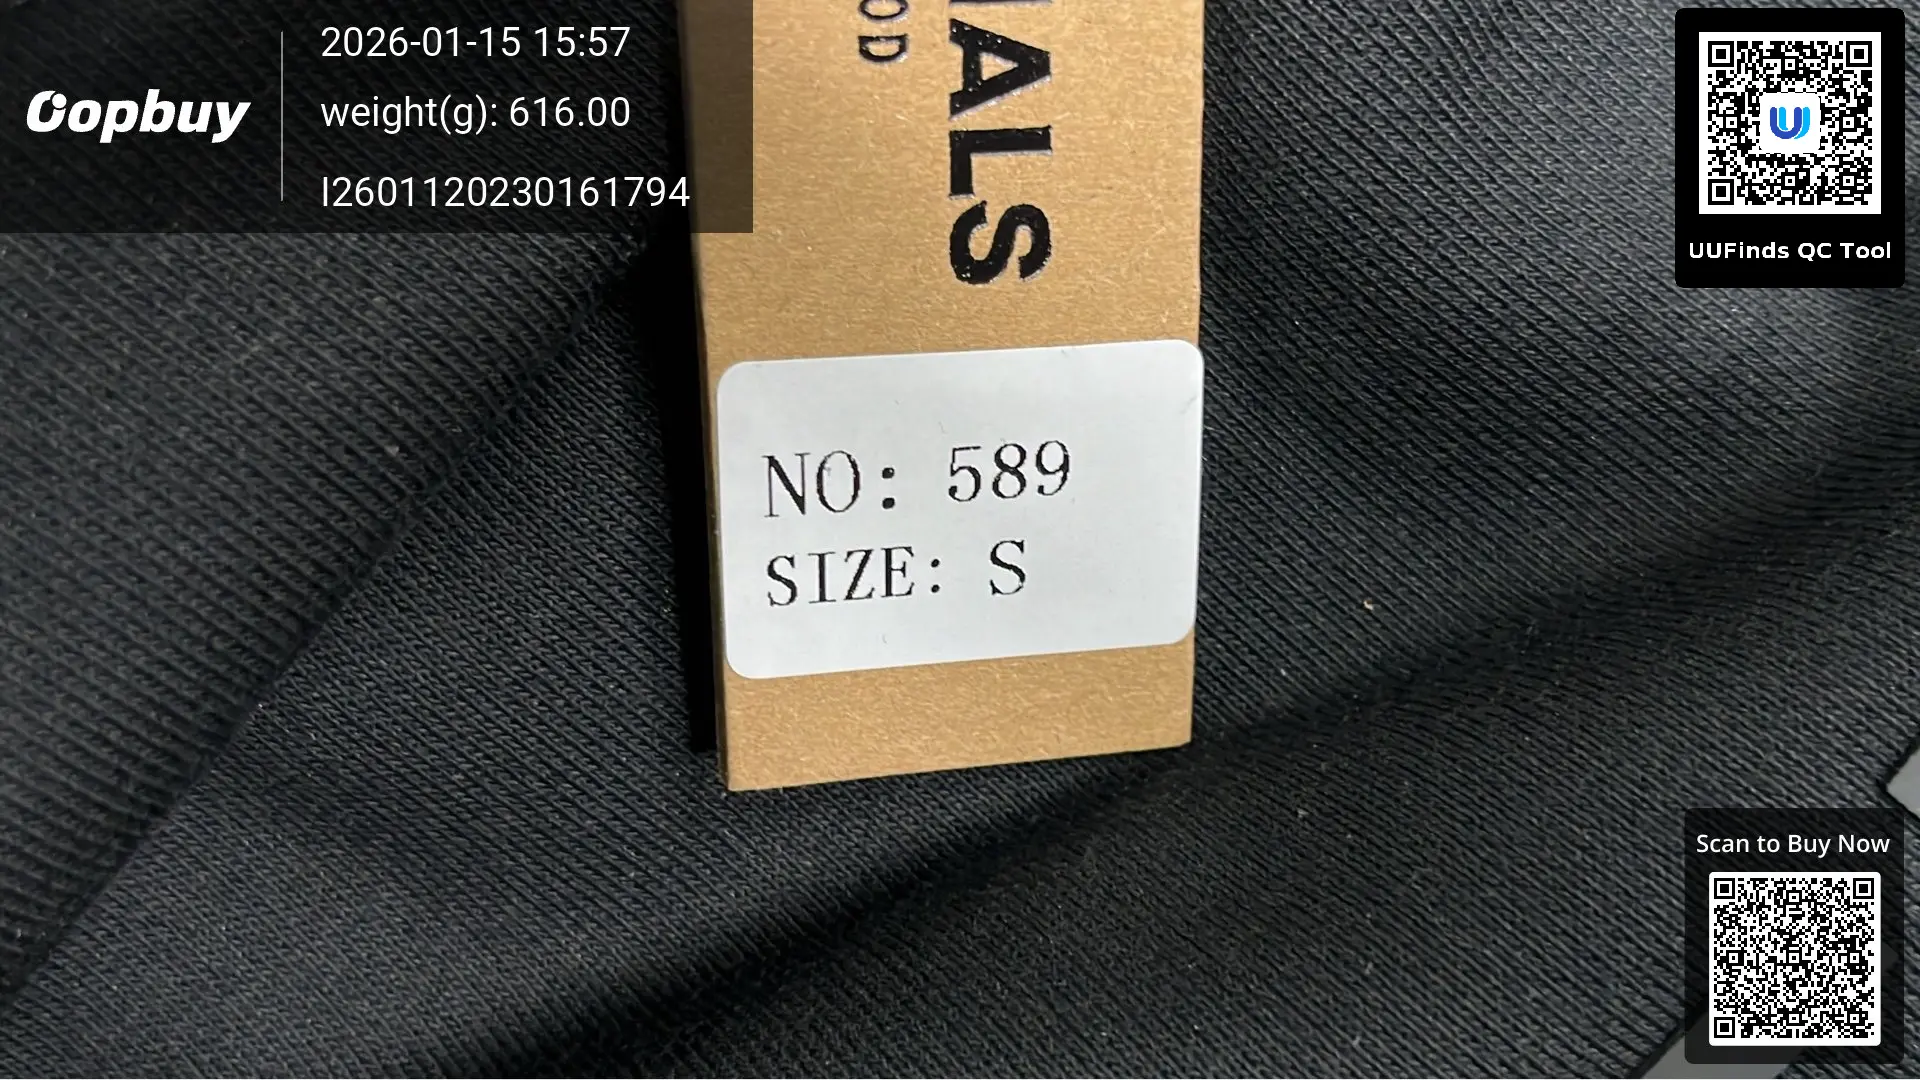 Oopbuy
2026-01-15 15:57
weight(g): 616.00
I2601120230161794
UUFinds QC Tool
ALS
OD
NO: 589
SIZE: S
Scan to Buy Now